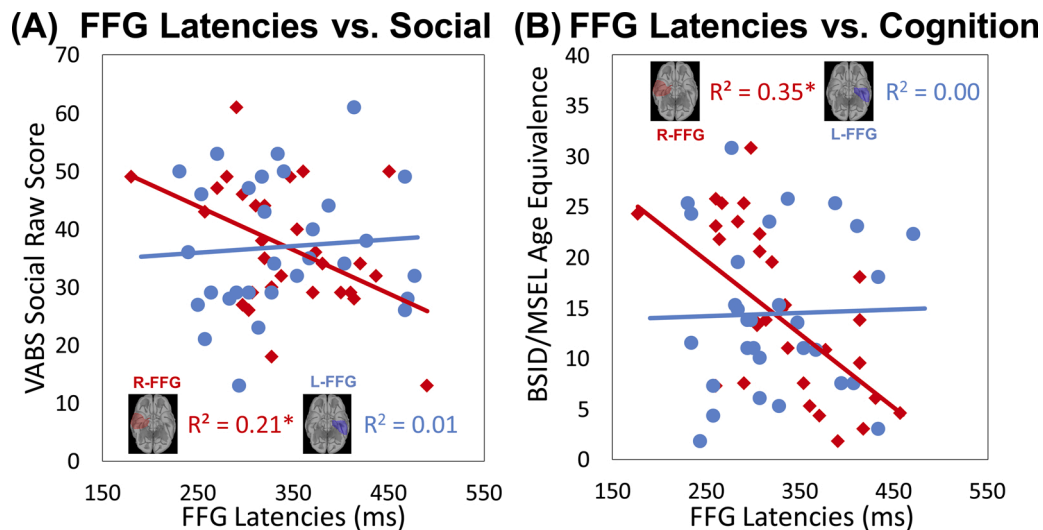 (A) FFG Latencies vs. Social
VABS Social Raw Score
70
60
50
40
30
20
10
0
150
250
350
450
550
FFG Latencies (ms)
R-FFG
R² = 0.21*
L-FFG
R² = 0.01
(B) FFG Latencies vs. Cognition
BSID/MSEL Age Equivalence
40
35
30
25
20
15
10
5
0
150
250
350
450
550
FFG Latencies (ms)
R-FFG
R² = 0.35*
L-FFG
R² = 0.00